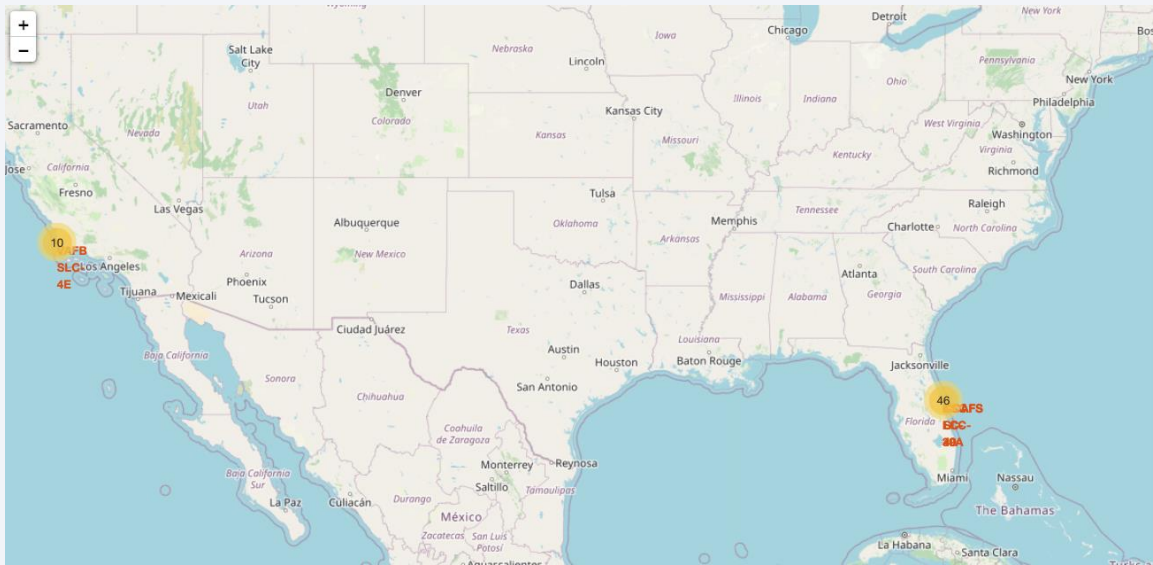 +
−
Wyoming
Iowa
Chicago
Detroit
New York
Nebraska
Lincoln
Salt Lake
City
Utah
Denver
Colorado
Nevada
Sacramento
Jose
California
Fresno
Las Vegas
Kansas City
Kansas
Missouri
Illinois
Indiana
Ohio
Pennsylvania
New York
Philadelphia
West Virginia
Washington
Virginia
Richmond
Kentucky
Tulsa
Oklahoma
Arkansas
Memphis
Tennessee
Raleigh
Charlotte
North Carolina
South Carolina
Albuquerque
New Mexico
Arizona
Phoenix
Tucson
10
SLC-
4E
Los Angeles
Tijuana
Mexicali
Ciudad Juárez
Dallas
Texas
Austin
Houston
San Antonio
Louisiana
Baton Rouge
Mississippi
Alabama
Atlanta
Georgia
Jacksonville
46
Florida
Miami
Nassau
The Bahamas
Baja California
Sonora
Chihuahua
Coahuila
de Zaragoza
Monterrey
Reynosa
Saltillo
Tamaulipas
Baja California
Sur
La Paz
Culiacán
Durango
México
Zacatecas
San Luis
Potosí
Aguascalientes
La Habana
Santa Clara